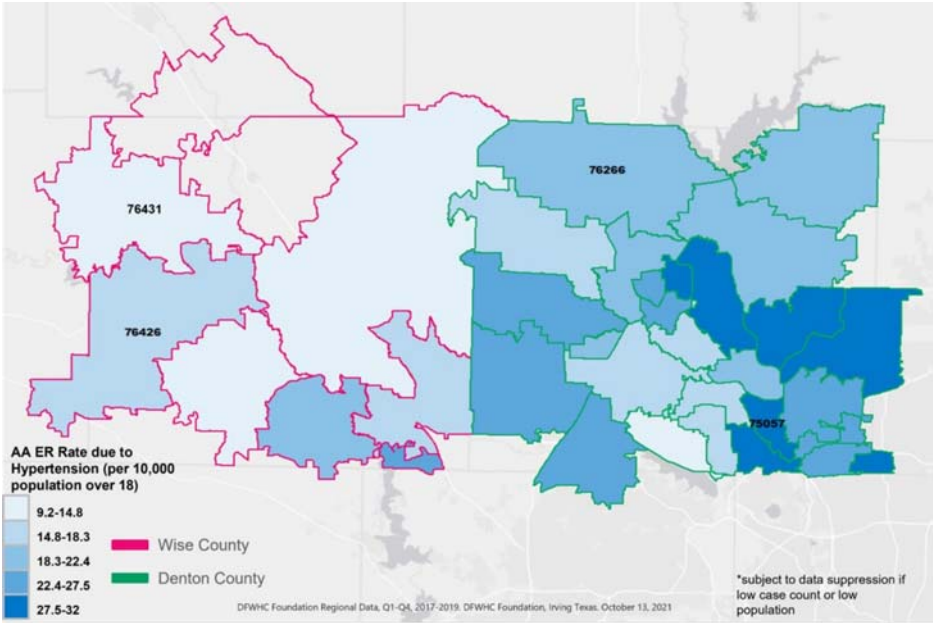 76266
76431
76426
75057
AA ER Rate due to
Hypertension (per 10,000
population over 18)
9.2-14.8
14.8-18.3
18.3-22.4
22.4-27.5
27.5-32
Wise County
Denton County
*subject to data suppression if
low case count or low
population
DFWHC Foundation Regional Data, Q1-Q4, 2017-2019. DFWHC Foundation, Irving Texas. October 13, 2021